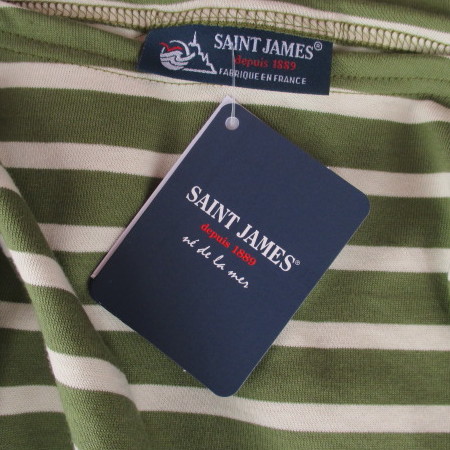 SAINT JAMES®
depuis 1889
FABRIQUE EN FRANCE
SAINT JAMES®
depuis 1889
né de la mer